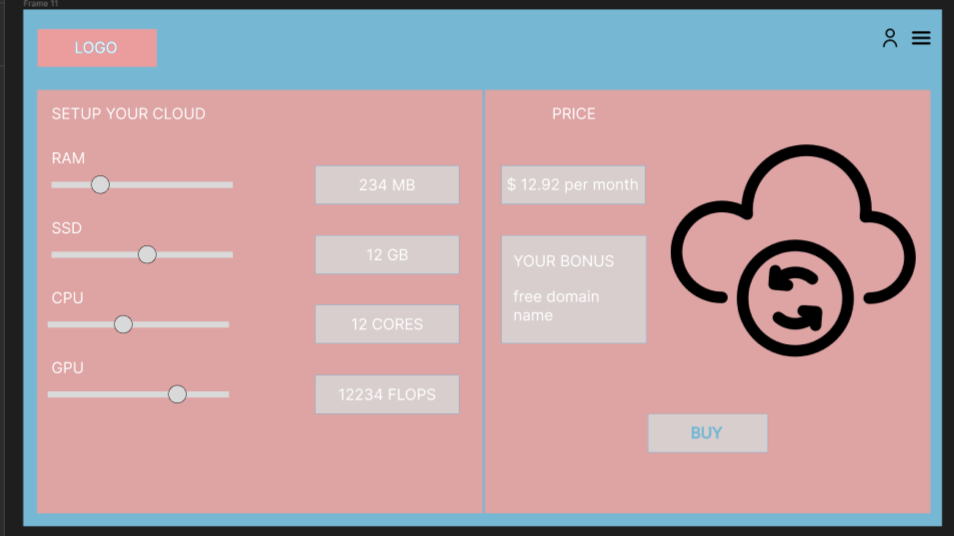 Frame 11
LOGO
SETUP YOUR CLOUD
PRICE
RAM
234 MB
$ 12.92 per month
SSD
12 GB
YOUR BONUS
free domain
name
CPU
12 CORES
GPU
12234 FLOPS
BUY